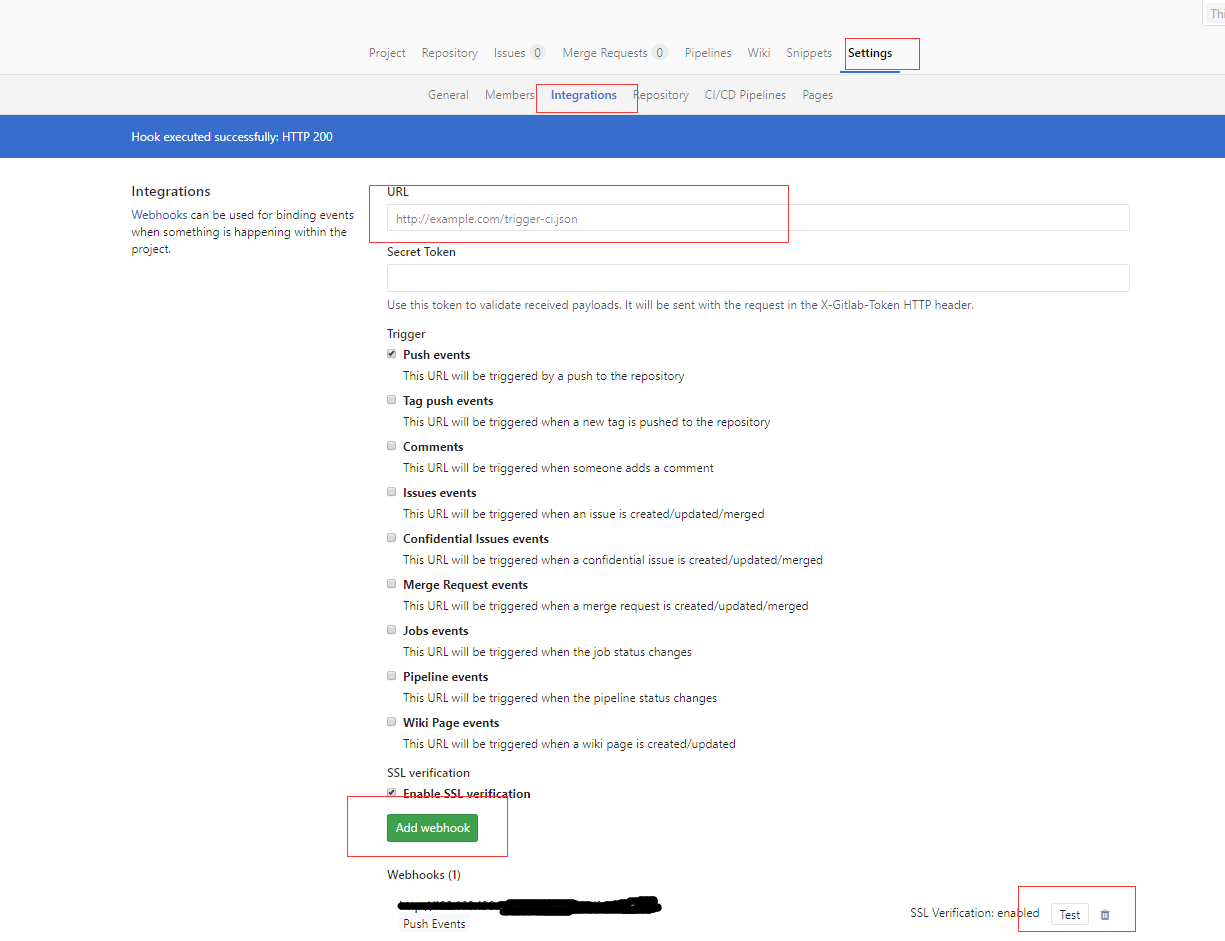 Project Repository Issues 0 Merge Requests 0 Pipelines Wiki Snippets Settings
General Members Integrations Repository CI/CD Pipelines Pages
Hook executed successfully: HTTP 200
Integrations
Webhooks can be used for binding events
when something is happening within the
project.
URL
http://example.com/trigger-ci.json
Secret Token
Use this token to validate received payloads. It will be sent with the request in the X-Gitlab-Token HTTP header.
Trigger
Push events
This URL will be triggered by a push to the repository
Tag push events
This URL will be triggered when a new tag is pushed to the repository
Comments
This URL will be triggered when someone adds a comment
Issues events
This URL will be triggered when an issue is created/updated/merged
Confidential Issues events
This URL will be triggered when a confidential issue is created/updated/merged
Merge Request events
This URL will be triggered when a merge request is created/updated/merged
Jobs events
This URL will be triggered when the job status changes
Pipeline events
This URL will be triggered when the pipeline status changes
Wiki Page events
This URL will be triggered when a wiki page is created/updated
SSL verification
Enable SSL verification
Add webhook
Webhooks (1)
Push Events
SSL Verification: enabled Test